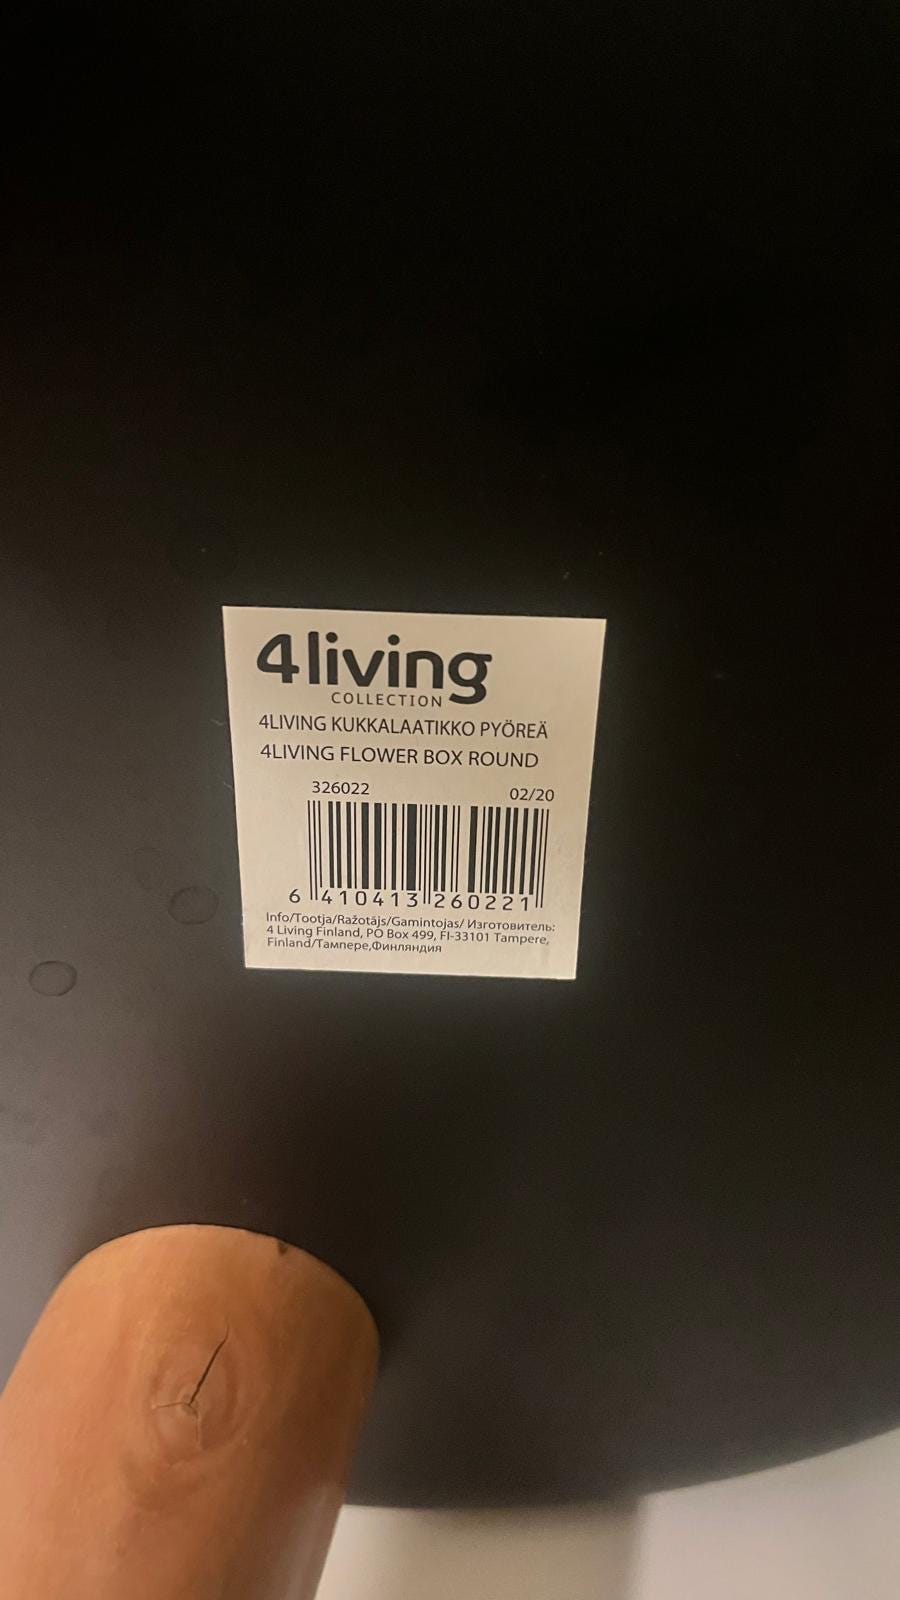 4living
COLLECTION
4LIVING KUKKALAATIKKO PYÖREÄ
4LIVING FLOWER BOX ROUND
326022 02/20
6 410413 260221
Info/Tootja/Ražotājs/Gamintojas/ Изготовитель:
4 Living Finland, PO Box 499, FI-33101 Tampere,
Finland/Тампере,Финляндия